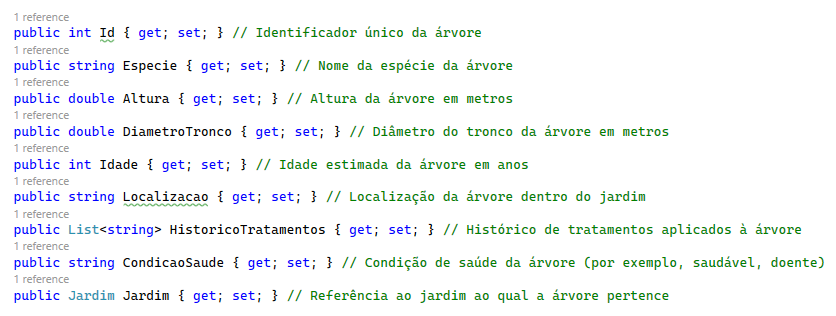 1 reference
public int Id { get; set; } // Identificador único da árvore
1 reference
public string Especie { get; set; } // Nome da espécie da árvore
1 reference
public double Altura { get; set; } // Altura da árvore em metros
1 reference
public double DiametroTronco { get; set; } // Diâmetro do tronco da árvore em metros
1 reference
public int Idade { get; set; } // Idade estimada da árvore em anos
1 reference
public string Localizacao { get; set; } // Localização da árvore dentro do jardim
1 reference
public List<string> HistoricoTratamentos { get; set; } // Histórico de tratamentos aplicados à árvore
1 reference
public string CondicaoSaude { get; set; } // Condição de saúde da árvore (por exemplo, saudável, doente)
1 reference
public Jardim Jardim { get; set; } // Referência ao jardim ao qual a árvore pertence